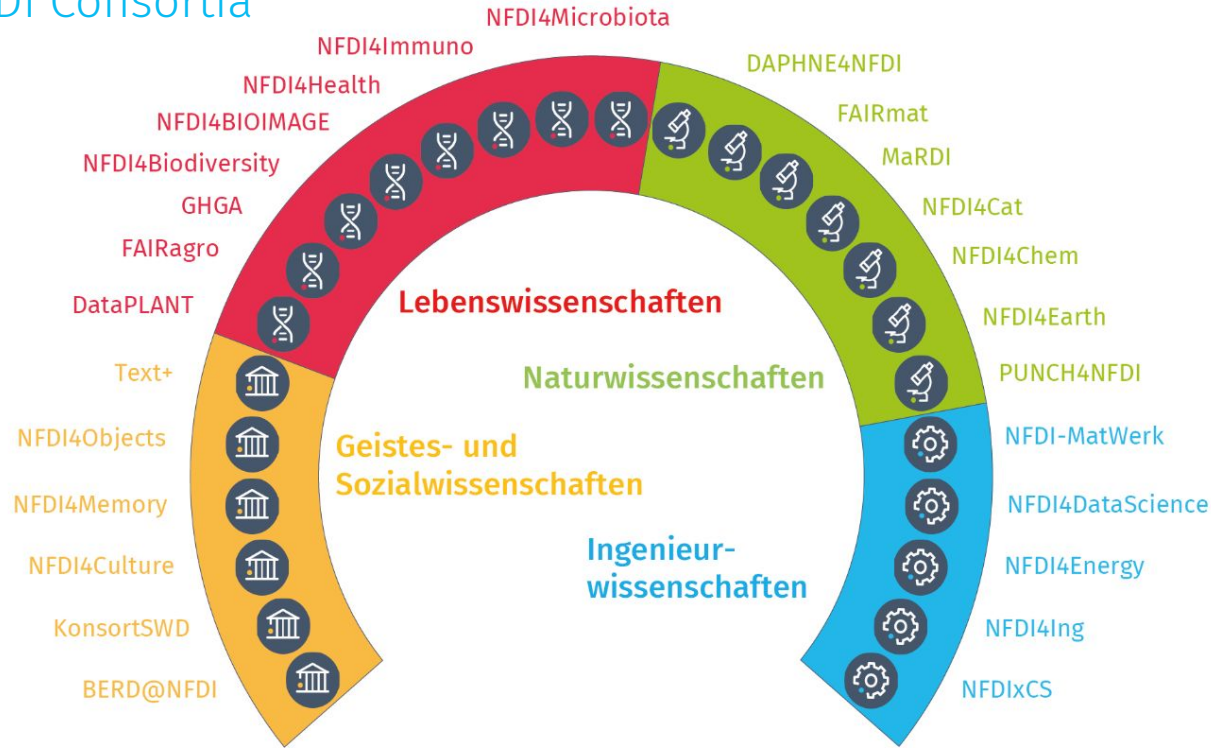 DI Consortia
NFDI4Microbiota
NFDI4Immuno
NFDI4Health
NFDI4BIOIMAGE
NFDI4Biodiversity
GHGA
FAIRagro
DataPLANT
Text+
NFDI4Objects
NFDI4Memory
NFDI4Culture
KonsortSWD
BERD@NFDI
DAPHNE4NFDI
FAIRmat
MaRDI
NFDI4Cat
NFDI4Chem
NFDI4Earth
PUNCH4NFDI
NFDI-MatWerk
NFDI4DataScience
NFDI4Energy
NFDI4Ing
NFDIxCS
Lebenswissenschaften
Naturwissenschaften
Geistes- und
Sozialwissenschaften
Ingenieur-
wissenschaften